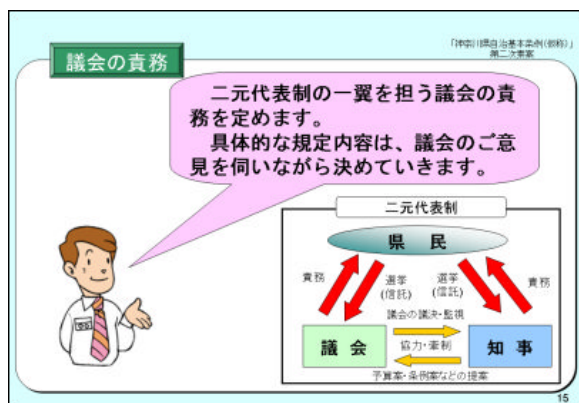 「神奈川県自治基本条例(仮称)」
第二次素案
議会の責務
二元代表制の一翼を担う議会の責
務を定めます。
具体的な規定内容は、議会のご意
見を伺いながら決めていきます。
二元代表制
県 民
責務
選挙
(信託)
選挙
(信託)
責務
議会の議決・監視
議 会
協力・牽制
知 事
予算案・条例案などの提案
15